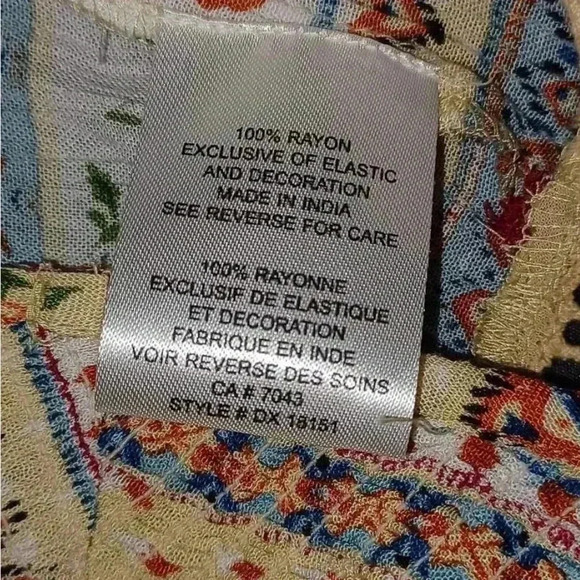 100% RAYON
EXCLUSIVE OF ELASTIC
AND DECORATION
MADE IN INDIA
SEE REVERSE FOR CARE
100% RAYONNE
EXCLUSIF DE ELASTIQUE
ET DECORATION
FABRIQUE EN INDE
VOIR REVERSE DES SOINS
CA # 7043
STYLE # DX 18151